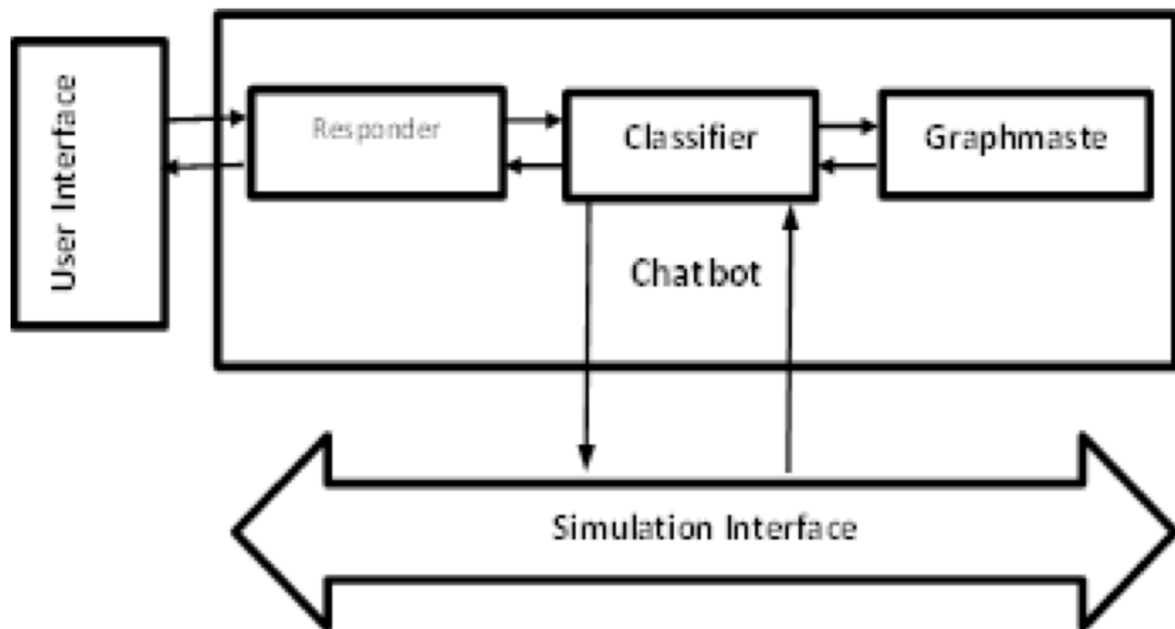 User Interface
Responder
Classifier
Graphmaste
Chatbot
Simulation Interface